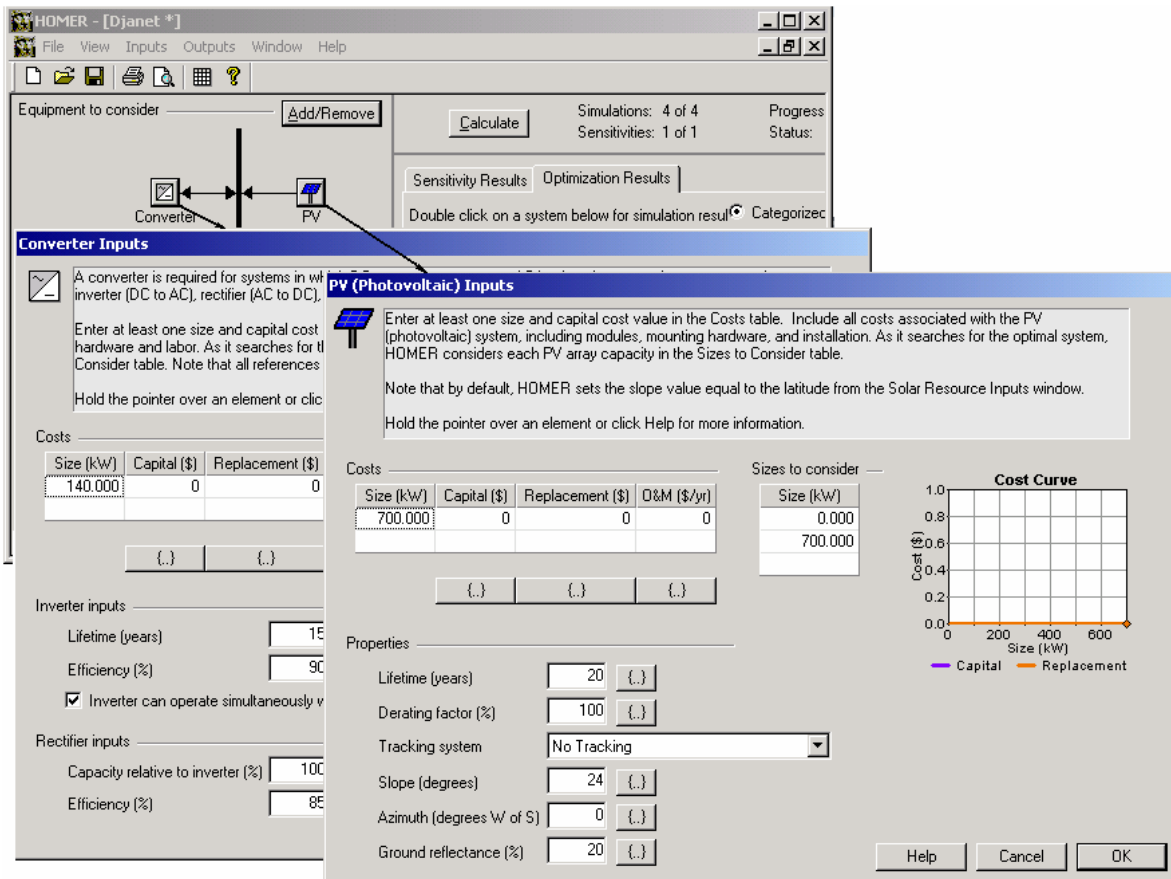 HOMER - [Djanet *]
File View Inputs Outputs Window Help
Equipment to consider
Add/Remove
Calculate
Simulations: 4 of 4
Progress
Sensitivities: 1 of 1
Status:
Converter
PV
Sensitivity Results
Optimization Results
Double click on a system below for simulation resul
Converter Inputs
A converter is required for systems in
inverter (DC to AC), rectifier (AC to DC),
Enter at least one size and capital cost
hardware and labor. As it searches for
Consider table. Note that all references
Hold the pointer over an element or clic
Costs
Size (kW) Capital ($) Replacement ($)
140.000 0 0
{..} {..}
Inverter inputs
Lifetime (years) 15
Efficiency (%) 90
Inverter can operate simultaneously
Rectifier inputs
Capacity relative to inverter (%) 100
Efficiency (%) 85
PV (Photovoltaic) Inputs
Enter at least one size and capital cost value in the Costs table. Include all costs associated with the PV
(photovoltaic) system, including modules, mounting hardware, and installation. As it searches for the optimal system,
HOMER considers each PV array capacity in the Sizes to Consider table.
Note that by default, HOMER sets the slope value equal to the latitude from the Solar Resource Inputs window.
Hold the pointer over an element or click Help for more information.
Costs
Size (kW) Capital ($) Replacement ($) O&M ($/yr)
700.000 0 0 0
{..} {..} {..}
Sizes to consider
Size (kW)
0.000
700.000
Cost Curve
Cost ($)
1.0
0.8
0.6
0.4
0.2
0.0
0 200 400 600
Size (kW)
Capital Replacement
Properties
Lifetime (years) 20 {..}
Derating factor (%) 100 {..}
Tracking system No Tracking
Slope (degrees) 24 {..}
Azimuth (degrees W of S) 0 {..}
Ground reflectance (%) 20 {..}
Help Cancel OK